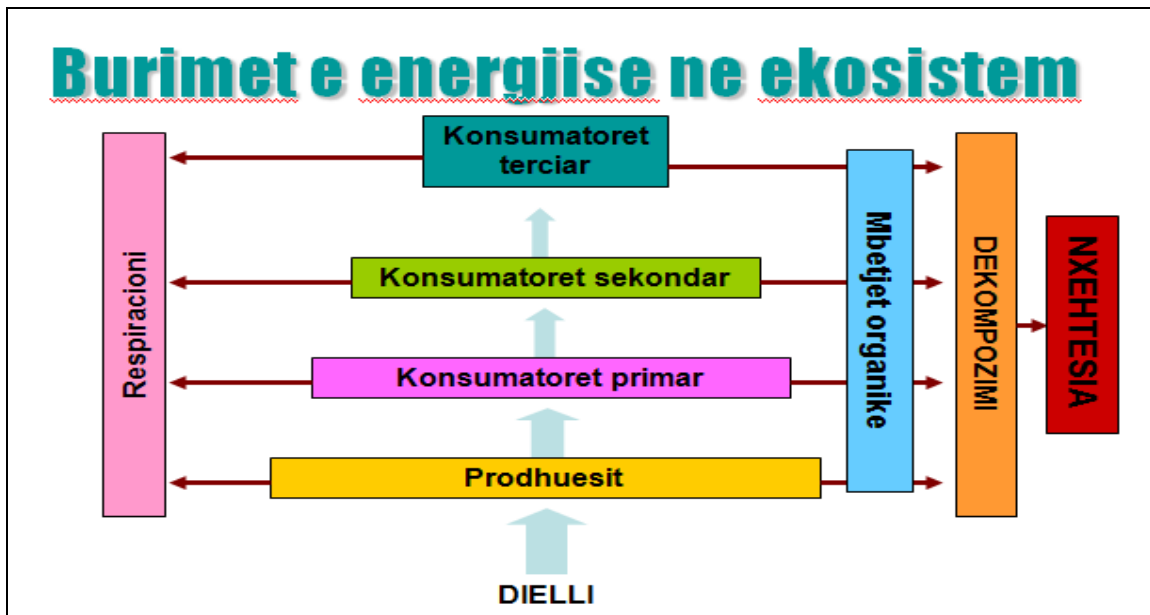 Burimet e energjise ne ekosistem
Konsumatoret
terciar
Konsumatoret sekondar
Konsumatoret primar
Prodhuesit
DIELLI
Respiracioni
Mbetjet organike
DEKOMPOZIMI
NXEHTESIA